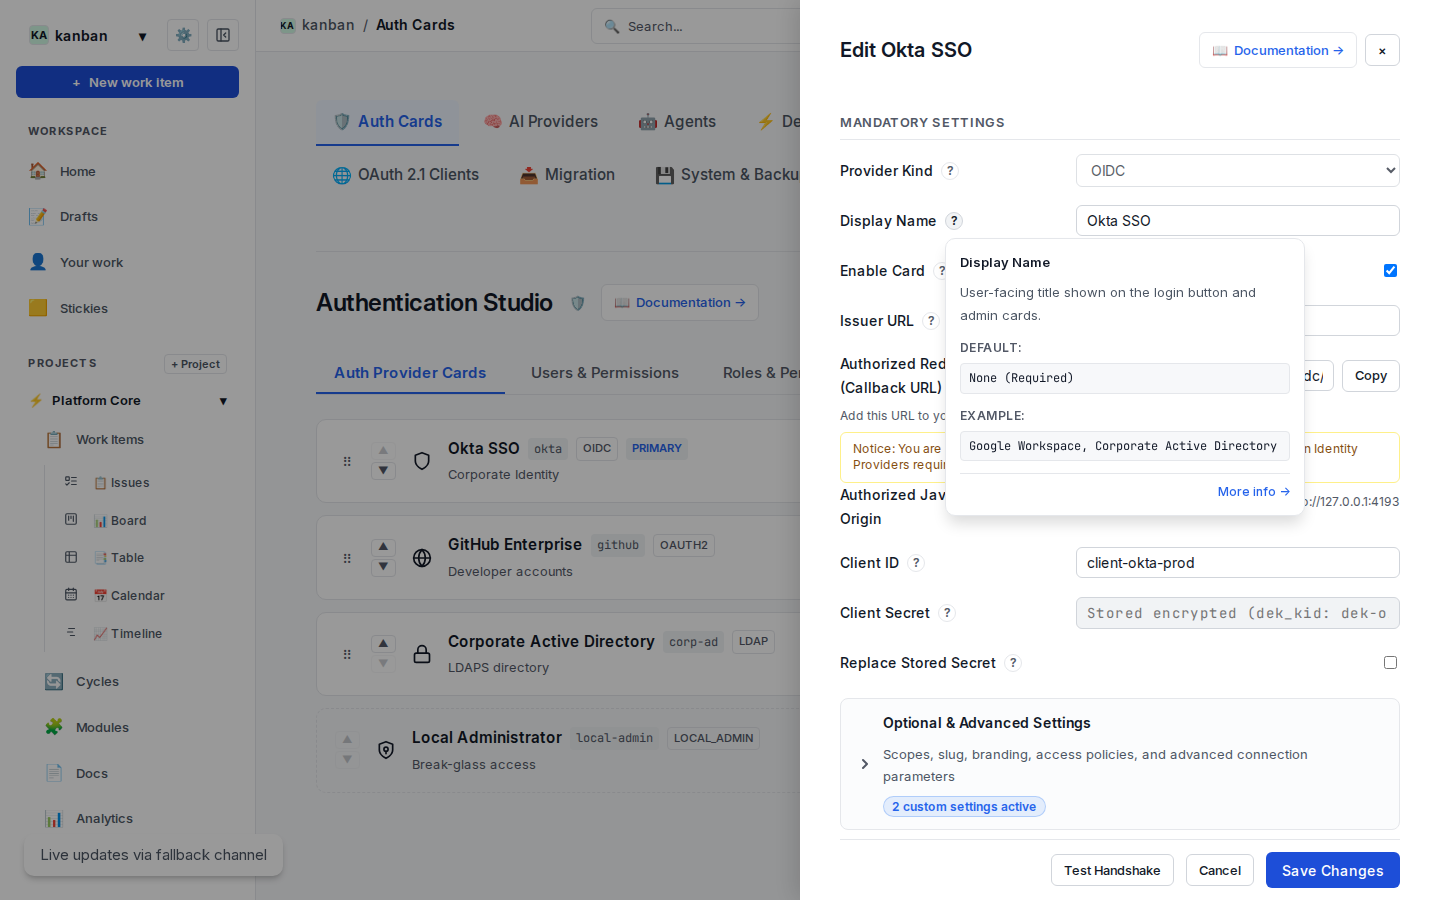 KA kanban ▼
+ New work item
WORKSPACE
Home
Drafts
Your work
Stickies
PROJECTS + Project
Platform Core ▼
Work Items
Issues
Board
Table
Calendar
Timeline
Cycles
Modules
Docs
Analytics
Live updates via fallback channel
KA kanban / Auth Cards
Search...
Auth Cards AI Providers Agents De
OAuth 2.1 Clients Migration System & Backu
Authentication Studio Documentation →
Auth Provider Cards Users & Permissions Roles & Per
Okta SSO okta OIDC PRIMARY
Corporate Identity
GitHub Enterprise github OAUTH2
Developer accounts
Corporate Active Directory corp-ad LDAP
LDAPS directory
Local Administrator local-admin LOCAL_ADMIN
Break-glass access
Edit Okta SSO Documentation → ×
MANDATORY SETTINGS
Provider Kind ? OIDC
Display Name ? Okta SSO
Enable Card ?
Issuer URL ?
Authorized Red
(Callback URL) dc/ Copy
Add this URL to yo
Notice: You are n Identity
Providers requir
Authorized Jav
Origin ://127.0.0.1:4193
Display Name
User-facing title shown on the login button and
admin cards.
DEFAULT:
None (Required)
EXAMPLE:
Google Workspace, Corporate Active Directory
More info →
Client ID ? client-okta-prod
Client Secret ? Stored encrypted (dek_kid: dek-o
Replace Stored Secret ?
Optional & Advanced Settings
Scopes, slug, branding, access policies, and advanced connection
parameters
2 custom settings active
Test Handshake Cancel Save Changes